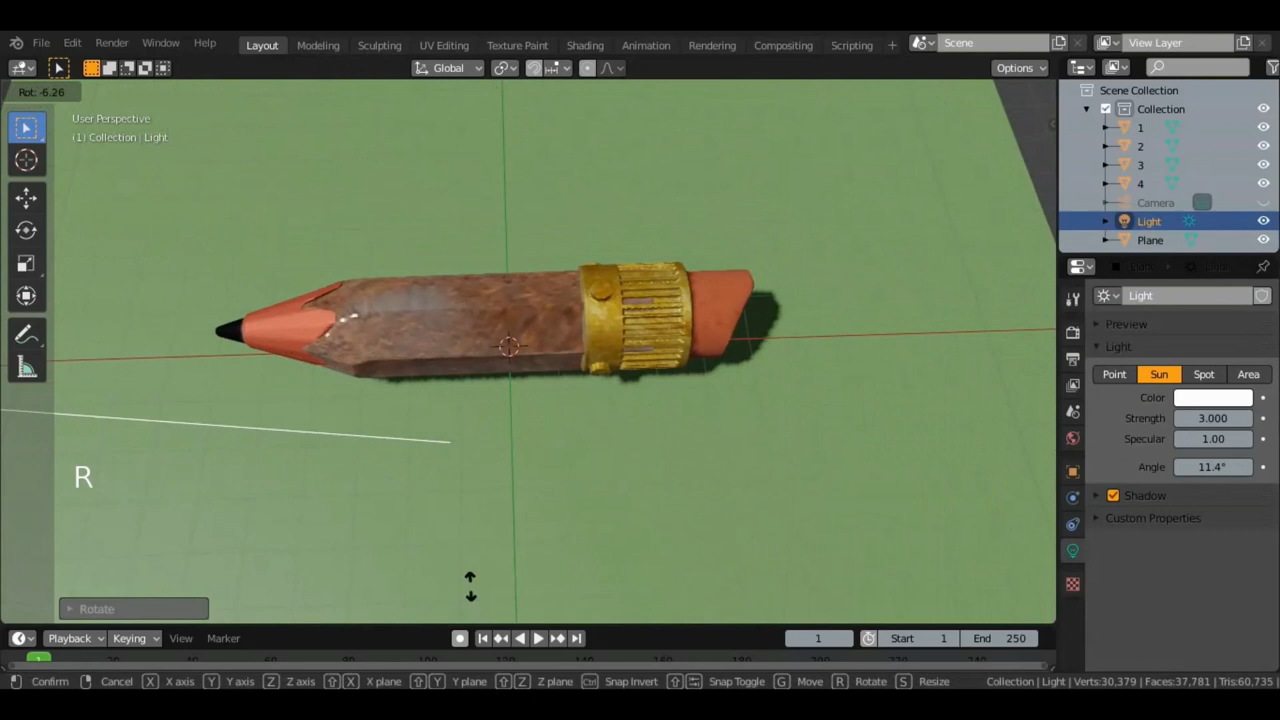 File Edit Render Window Help Layout Modeling Sculpting UV Editing Texture Paint Shading Animation Rendering Compositing Scripting + Scene View Layer
Global Options
Rot: -6.26
User Perspective
(1) Collection | Light
R
Rotate
Scene Collection
Collection
1
2
3
4
Camera
Light
Plane
Light
Preview
Light
Point Sun Spot Area
Color
Strength 3.000
Specular 1.00
Angle 11.4°
Shadow
Custom Properties
Playback Keying View Marker 1 Start 1 End 250
1
Confirm Cancel X X axis Y Y axis Z Z axis X X plane Y Y plane Z Z plane Ctrl Snap Invert Snap Toggle G Move R Rotate S Resize Collection | Light | Verts:30,379 | Faces:37,781 | Tris:60,735 |